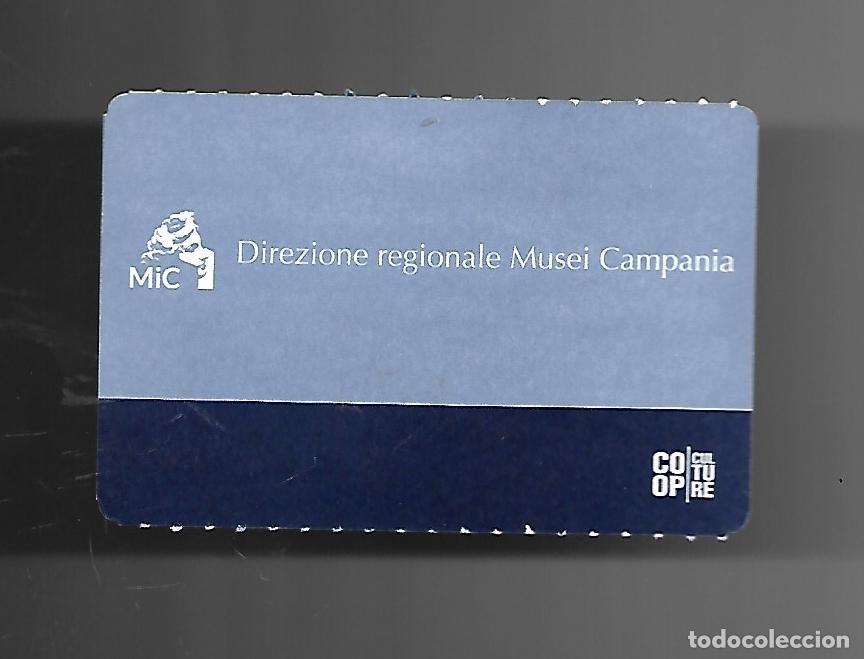 MiC
Direzione regionale Musei Campania
CO
OP
CUL
TU
RE
todocoleccion